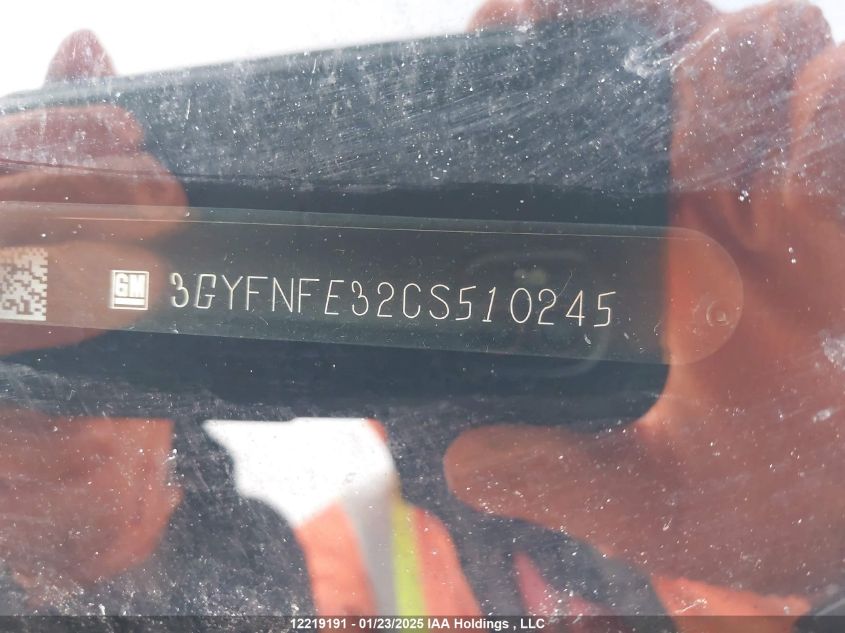 GM 3GYFNFE32CS510245
12219191 - 01/23/2025 IAA Holdings , LLC